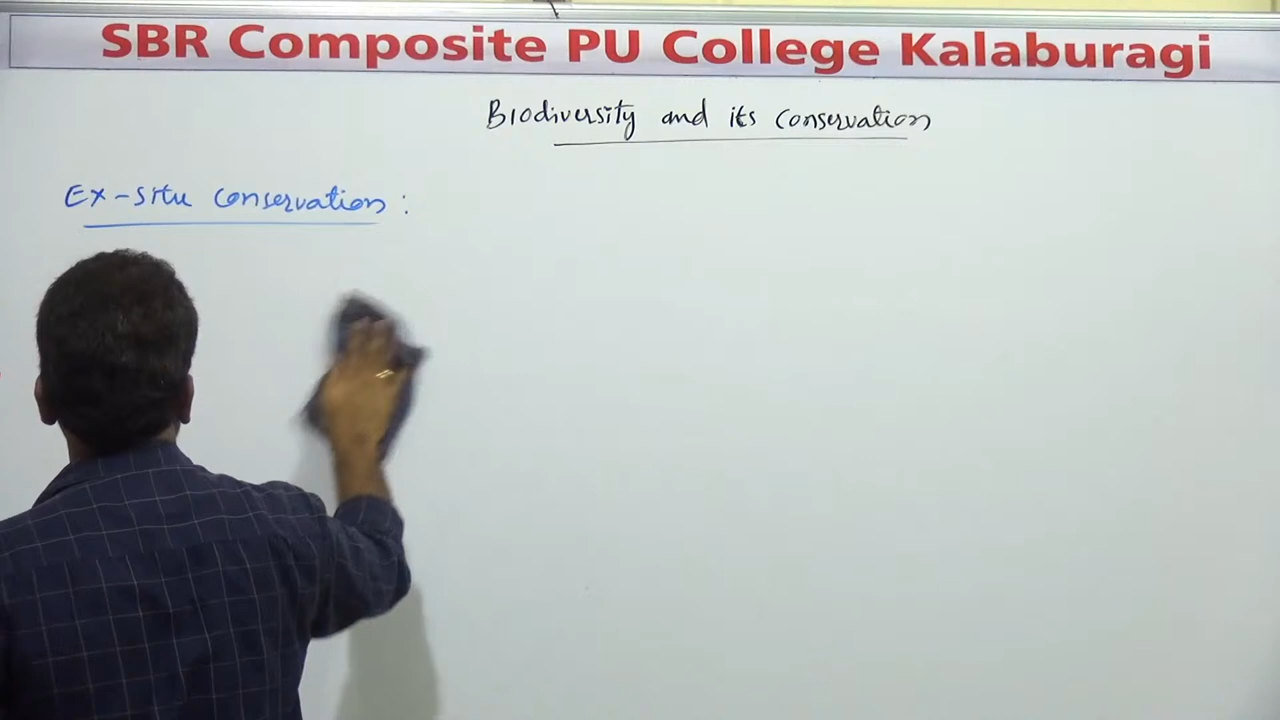 SBR Composite PU College Kalaburagi
Biodiversity and its conservation
Ex-situ conservation: